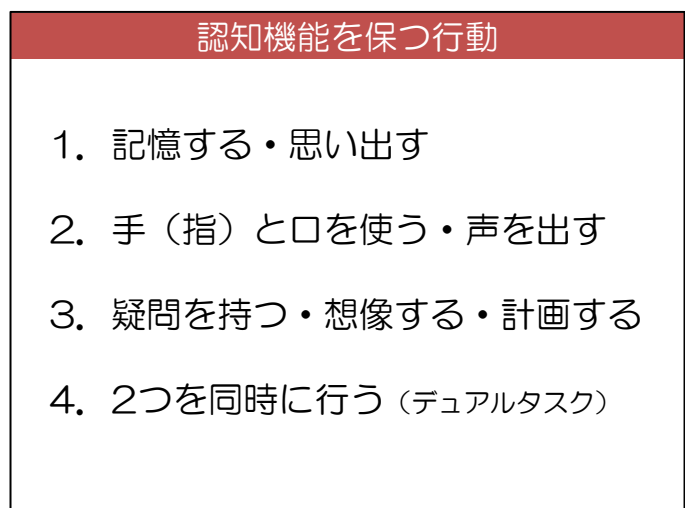 認知機能を保つ行動
１．記憶する・思い出す
２．手（指）と口を使う・声を出す
３．疑問を持つ・想像する・計画する
４．２つを同時に行う（デュアルタスク）